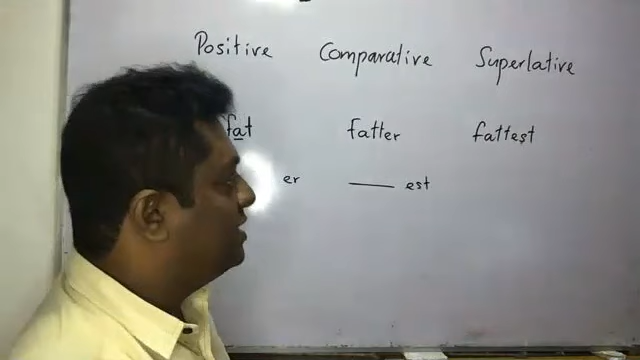 Positive Comparative Superlative
fat fatter fattest
er ___ est